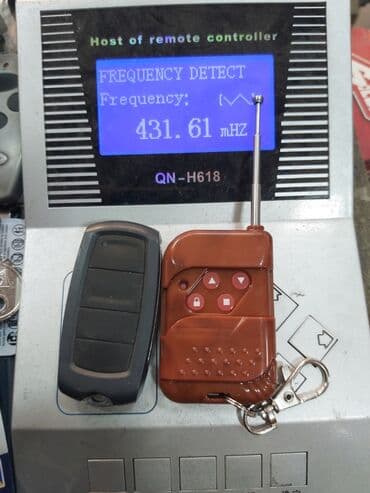 Host of remote controller
FREQUENCY DETECT
Frequency:
431.61 mHZ
QN-H618